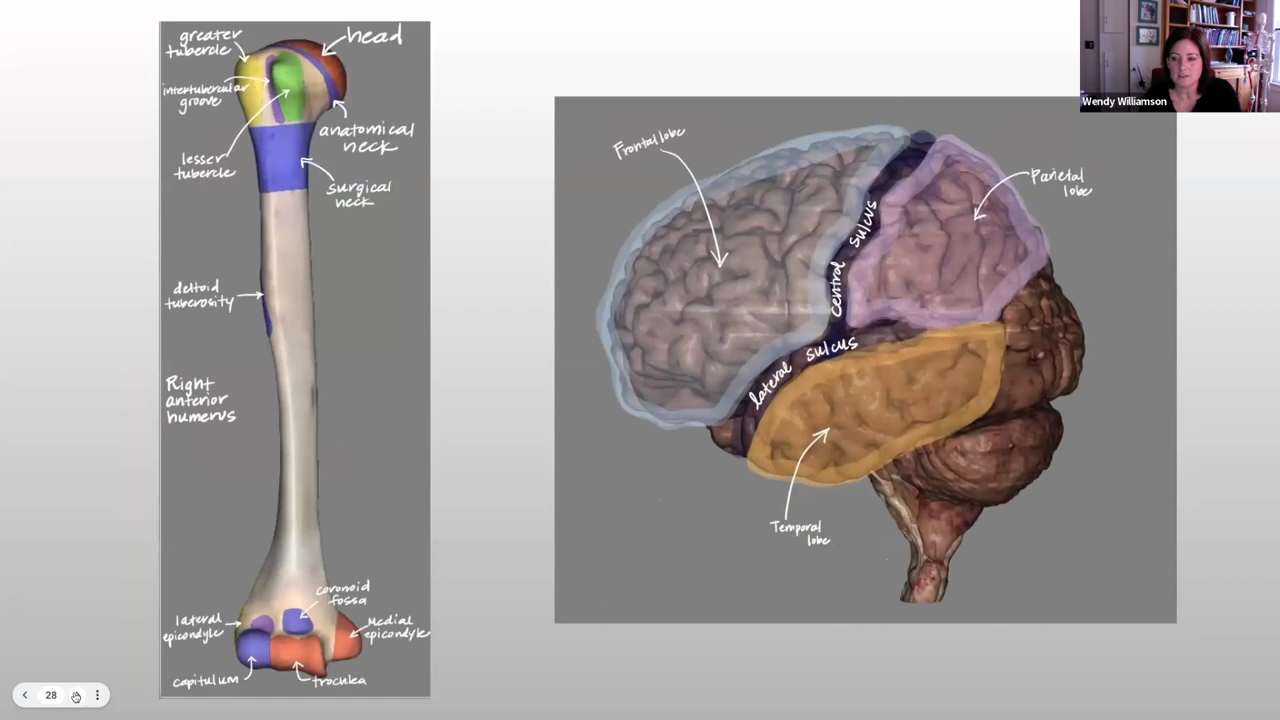 greater
tubercle
head
intertubercular
groove
anatomical
neck
lesser
tubercle
surgical
neck
deltoid
tuberosity
Right
anterior
humerus
coronoid
fossa
lateral
epicondyle
Medial
epicondyle
capitulum
trochlea
Frontal lobe
Parietal
lobe
central sulcus
lateral sulcus
Temporal
lobe
Wendy Williamson
28